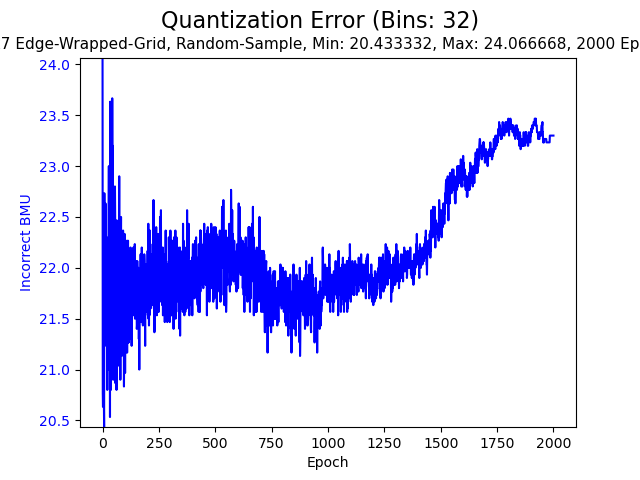 Quantization Error (Bins: 32)
7 Edge-Wrapped-Grid, Random-Sample, Min: 20.433332, Max: 24.066668, 2000 Ep
24.0
23.5
23.0
22.5
22.0
21.5
21.0
20.5
Incorrect BMU
0 250 500 750 1000 1250 1500 1750 2000
Epoch